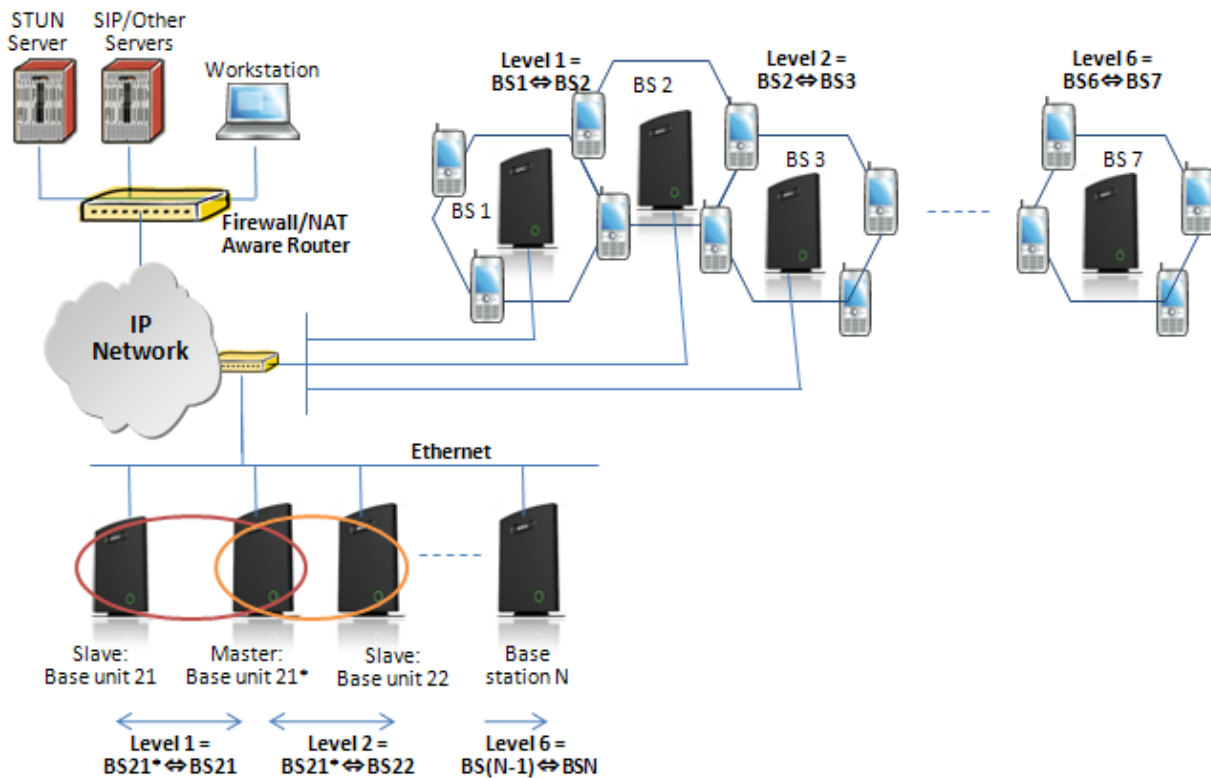 STUN
Server
SIP/Other
Servers
Workstation
Firewall/NAT
Aware Router
IP
Network
Level 1 =
BS1⇔BS2
BS 2
Level 2 =
BS2⇔BS3
Level 6 =
BS6⇔BS7
BS 1
BS 3
BS 7
Ethernet
Slave:
Base unit 21
Master:
Base unit 21*
Slave:
Base unit 22
Base
station N
Level 1 =
BS21*⇔BS21
Level 2 =
BS21*⇔BS22
Level 6 =
BS(N-1)⇔BSN